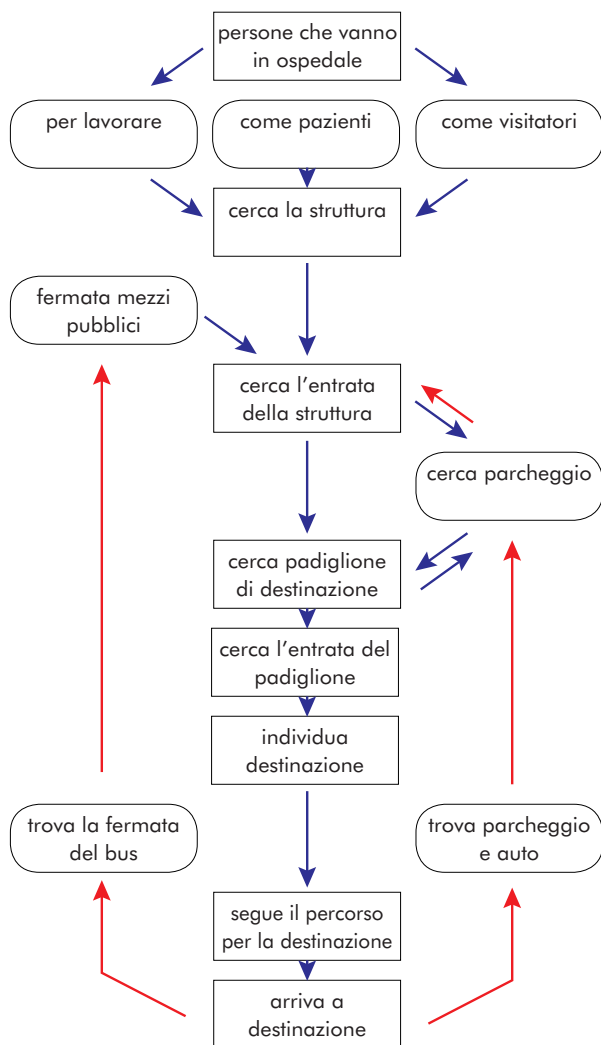 persone che vanno
in ospedale
per lavorare
come pazienti
come visitatori
cerca la struttura
fermata mezzi
pubblici
cerca l'entrata
della struttura
cerca parcheggio
cerca padiglione
di destinazione
cerca l'entrata del
padiglione
individua
destinazione
trova la fermata
del bus
trova parcheggio
e auto
segue il percorso
per la destinazione
arriva a
destinazione